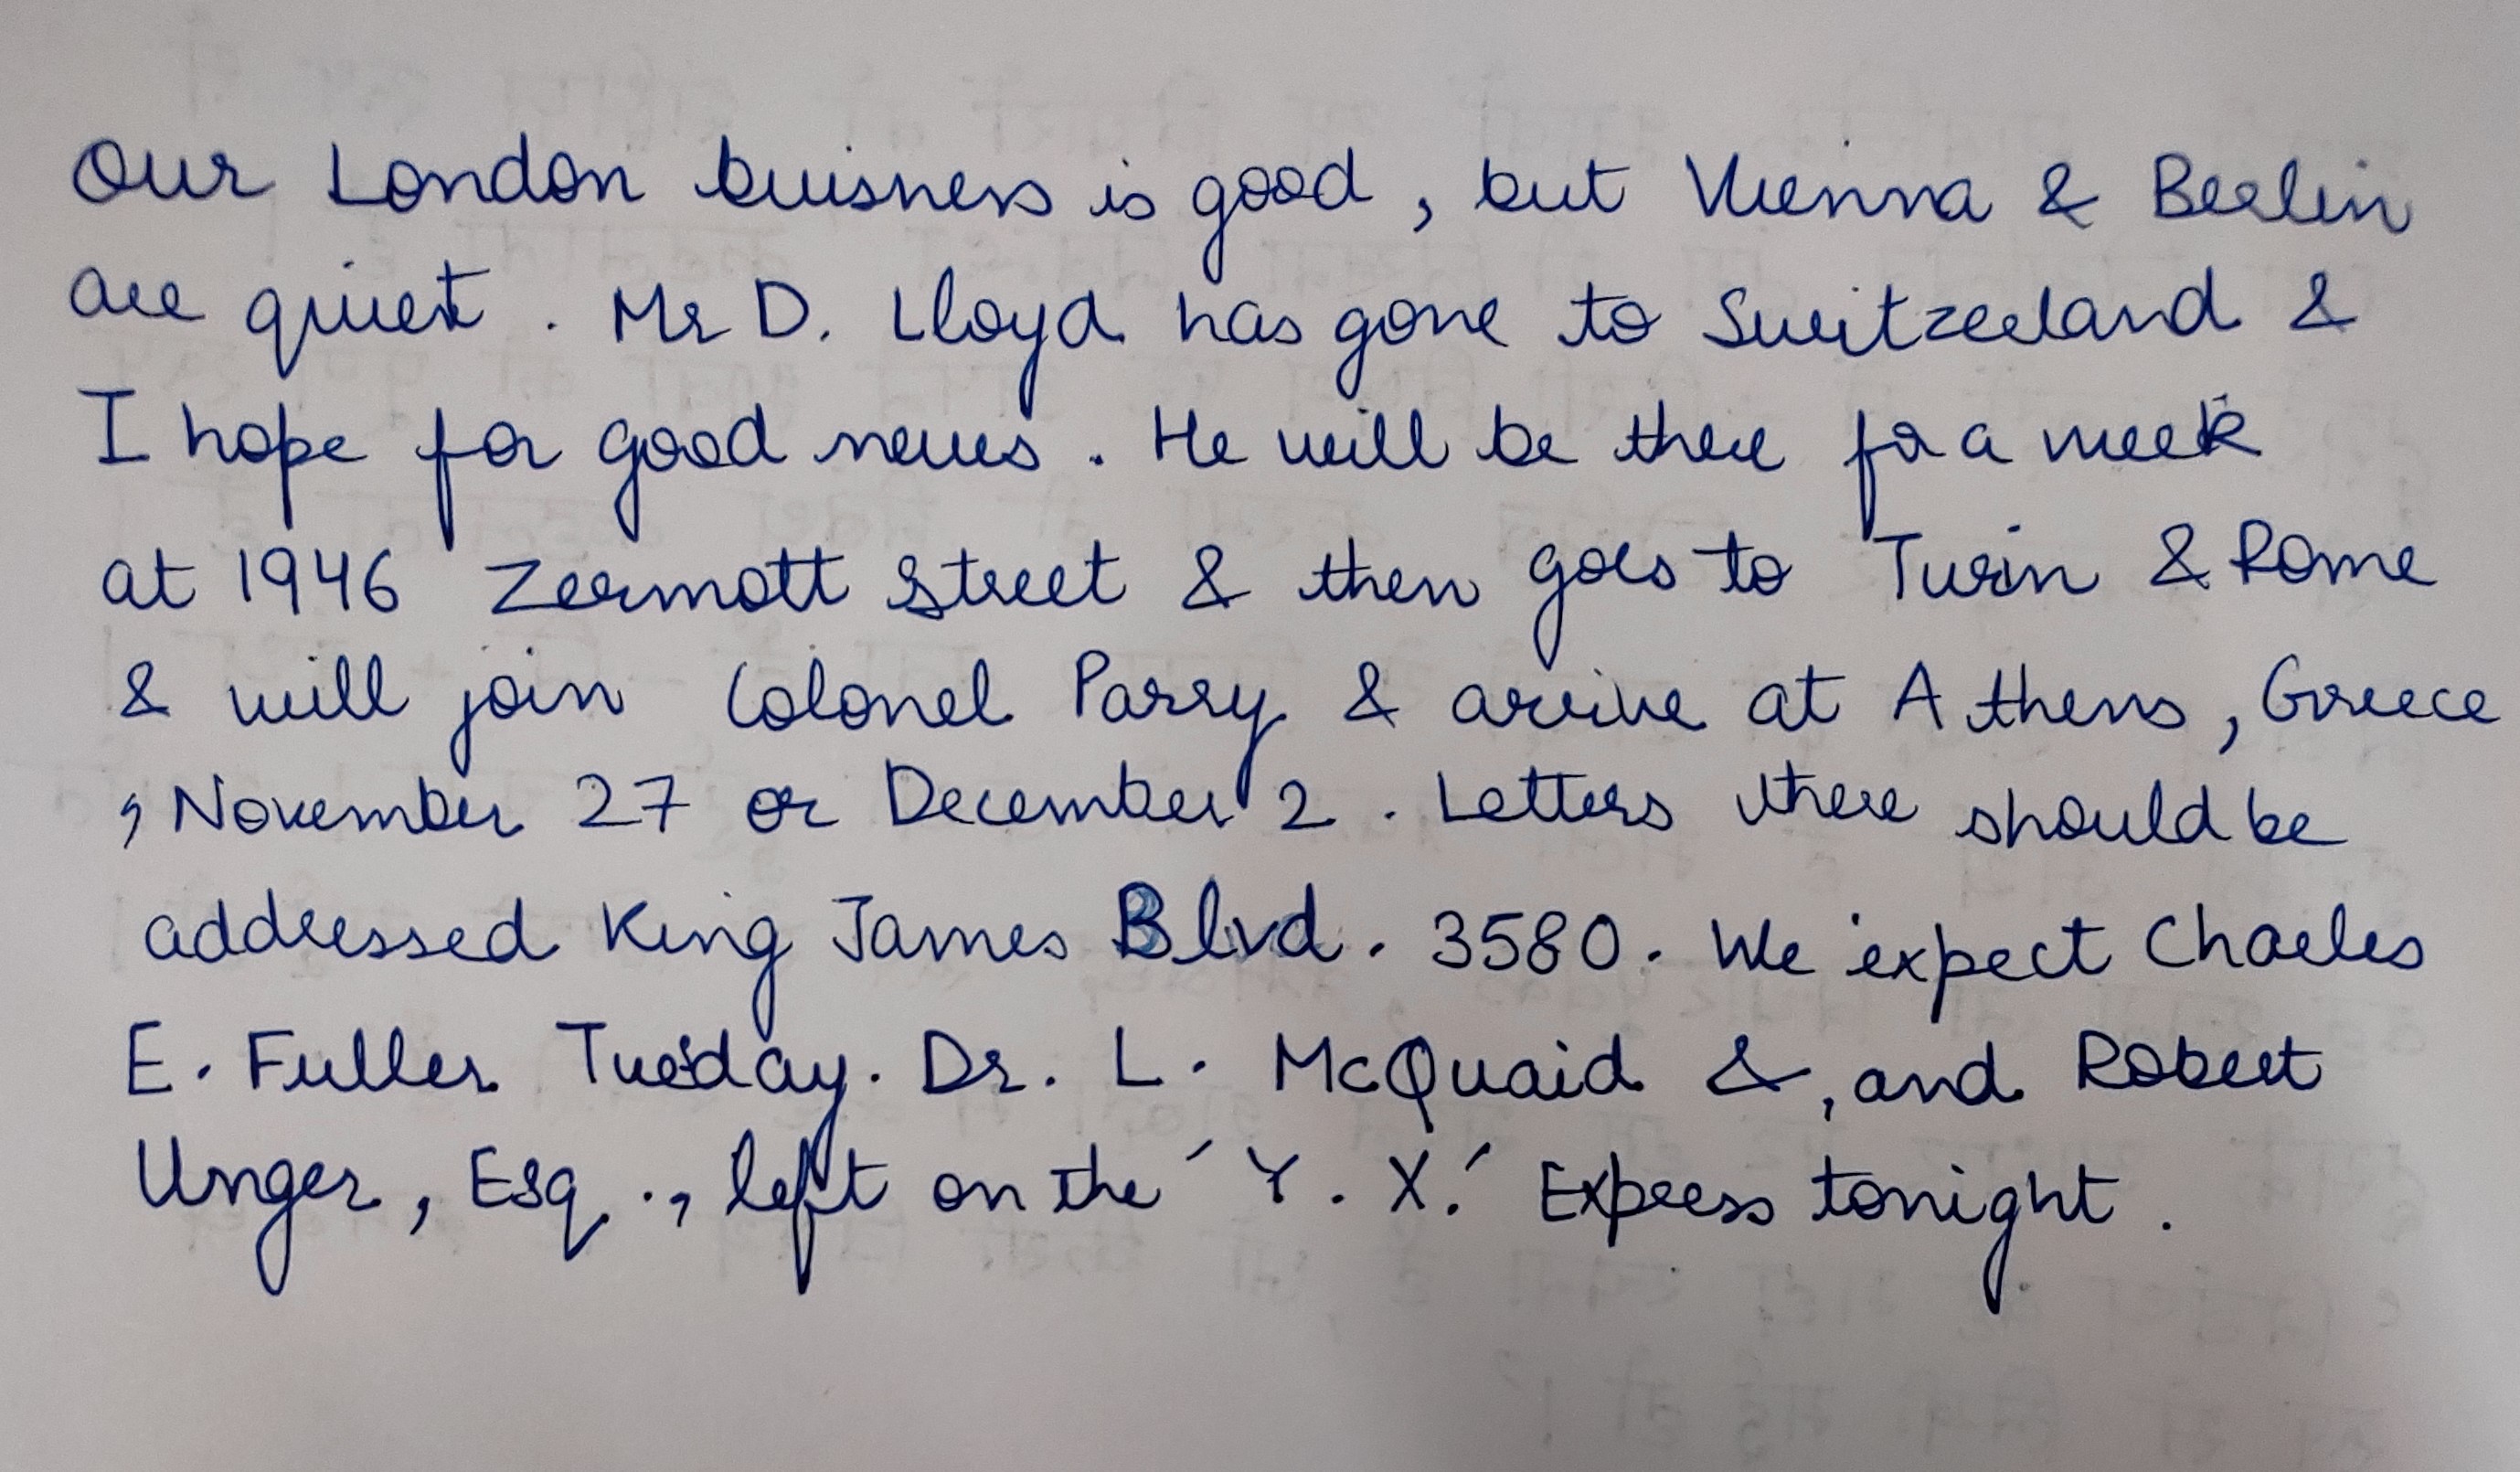 Our London buisness is good, but Vienna & Berlin
are quiet. Mr D. Lloyd has gone to Switzerland &
I hope for good news. He will be there for a week
at 1946 Zermott Street & then goes to Turin & Rome
& will join Colonel Parry & arrive at Athens, Greece
, November 27 or December 2. Letters there should be
addressed King James Blvd. 3580. We expect Charles
E. Fuller Tuesday. Dr. L. McQuaid &, and Robert
Unger, Esq., left on the 'Y. X.' Express tonight.